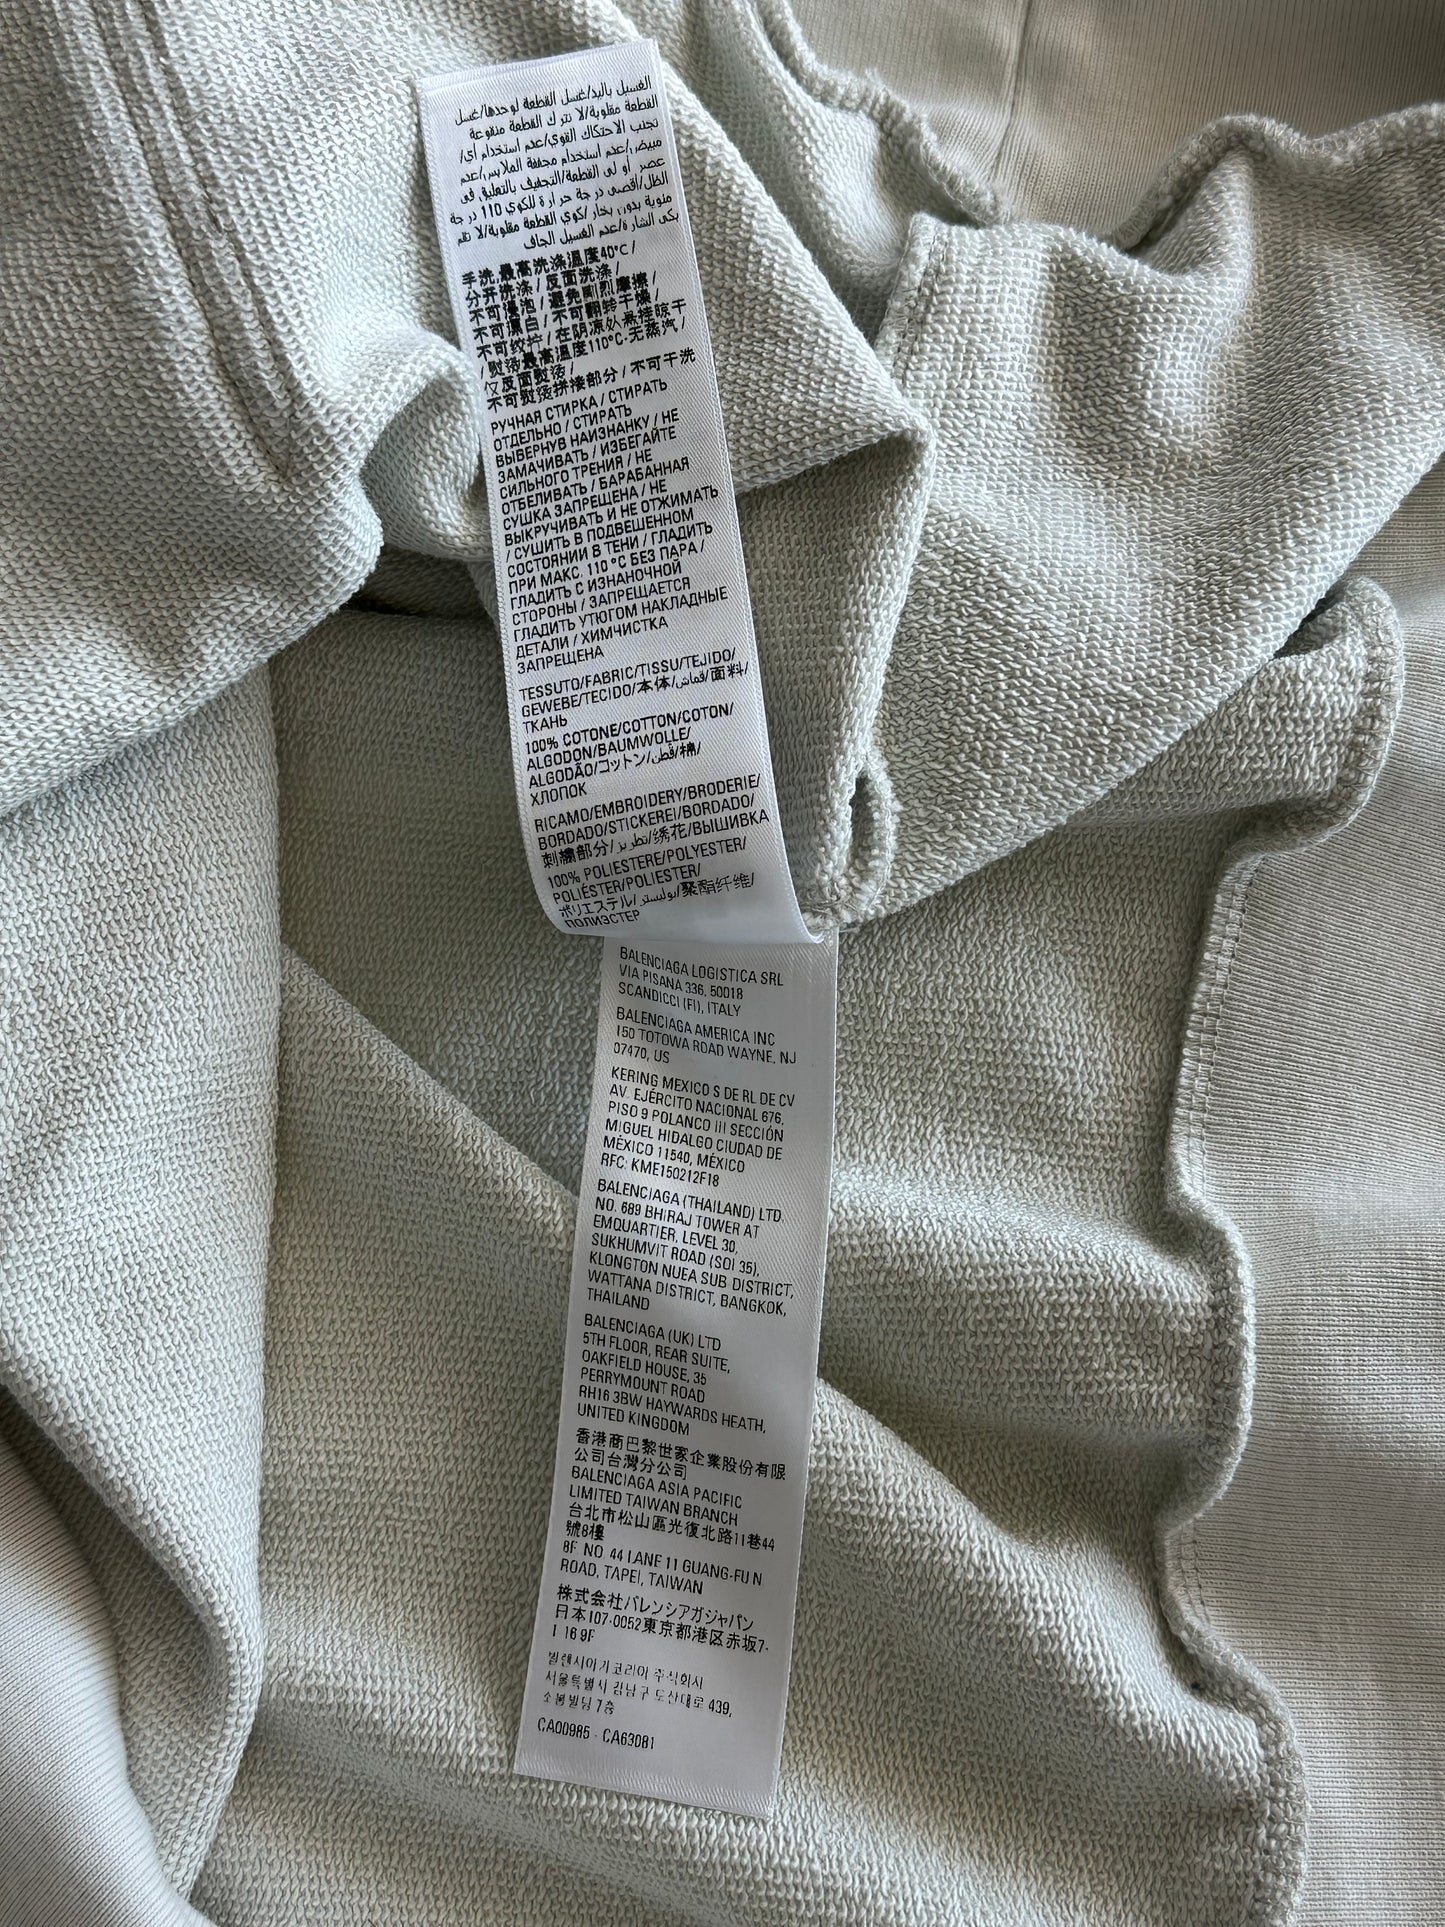 الغسيل باليد/غسل القطعة لوحدها/غسل
القطعة مقلوبة/لا تترك القطعة منقوعة
تجنب الاحتكاك القوي/عدم استخدام أي/
مبيض/عدم استخدام مجففة الملابس/عدم
عصر أو لي القطعة/التجفيف بالتعليق في
الظل/اقصى درجة حرارة للكوي 110 درجة
مئوية بدون بخار/كوي القطعة مقلوبة/لا تقم
بكي الشارة/عدم الغسيل الجاف
手洗,最高洗涤温度40°C/
分开洗涤/反面洗涤/
不可浸泡/避免剧烈摩擦/
不可漂白/不可翻转干燥/
不可绞拧/在阴凉处悬挂晾干
/熨烫最高温度110°C-无蒸汽/
仅反面熨烫/
不可熨烫拼接部分/不可干洗
РУЧНАЯ СТИРКА / СТИРАТЬ
ОТДЕЛЬНО / СТИРАТЬ
ВЫВЕРНУВ НАИЗНАНКУ / НЕ
ЗАМАЧИВАТЬ / ИЗБЕГАЙТЕ
СИЛЬНОГО ТРЕНИЯ / НЕ
ОТБЕЛИВАТЬ / БАРАБАННАЯ
СУШКА ЗАПРЕЩЕНА / НЕ
ВЫКРУЧИВАТЬ И НЕ ОТЖИМАТЬ
/ СУШИТЬ В ПОДВЕШЕННОМ
СОСТОЯНИИ В ТЕНИ / ГЛАДИТЬ
ПРИ МАКС. 110 °C БЕЗ ПАРА /
ГЛАДИТЬ С ИЗНАНОЧНОЙ
СТОРОНЫ / ЗАПРЕЩАЕТСЯ
ГЛАДИТЬ УТЮГОМ НАКЛАДНЫЕ
ДЕТАЛИ / ХИМЧИСТКА
ЗАПРЕЩЕНА
TESSUTO/FABRIC/TISSU/TEJIDO/
GEWEBE/TECIDO/本体/قماش/面料/
ТКАНЬ
100% COTONE/COTTON/COTON/
ALGODON/BAUMWOLLE/
ALGODÃO/コットン/قطن/棉/
ХЛОПОК
RICAMO/EMBROIDERY/BRODERIE/
BORDADO/STICKEREI/BORDADO/
刺繍部分/تطريز/绣花/ВЫШИВКА
100% POLIESTERE/POLYESTER/
POLIÉSTER/POLIESTER/
ポリエステル/بوليستر/聚酯纤维/
ПОЛИЭСТЕР
BALENCIAGA LOGISTICA SRL
VIA PISANA 336, 50018
SCANDICCI (FI), ITALY
BALENCIAGA AMERICA INC
150 TOTOWA ROAD WAYNE, NJ
07470, US
KERING MEXICO S DE RL DE CV
AV. EJÉRCITO NACIONAL 676,
PISO 9 POLANCO III SECCIÓN
MIGUEL HIDALGO CIUDAD DE
MÉXICO 11540, MÉXICO
RFC: KME150212F18
BALENCIAGA (THAILAND) LTD.
NO. 689 BHIRAJ TOWER AT
EMQUARTIER, LEVEL 30,
SUKHUMVIT ROAD (SOI 35),
KLONGTON NUEA SUB DISTRICT,
WATTANA DISTRICT, BANGKOK,
THAILAND
BALENCIAGA (UK) LTD
5TH FLOOR, REAR SUITE,
OAKFIELD HOUSE, 35
PERRYMOUNT ROAD
RH16 3BW HAYWARDS HEATH,
UNITED KINGDOM
香港商巴黎世家企業股份有限
公司台灣分公司
BALENCIAGA ASIA PACIFIC
LIMITED TAIWAN BRANCH
台北市松山區光復北路11巷44
號8樓
8F NO. 44 LANE 11 GUANG-FU N
ROAD, TAPEI, TAIWAN
株式会社バレンシアガジャパン
日本107-0052東京都港区赤坂7-
1 16 9F
발렌시아가코리아 주식회사
서울특별시 강남구 도산대로 439,
소봄빌딩 7층
CA00985 - CA63081